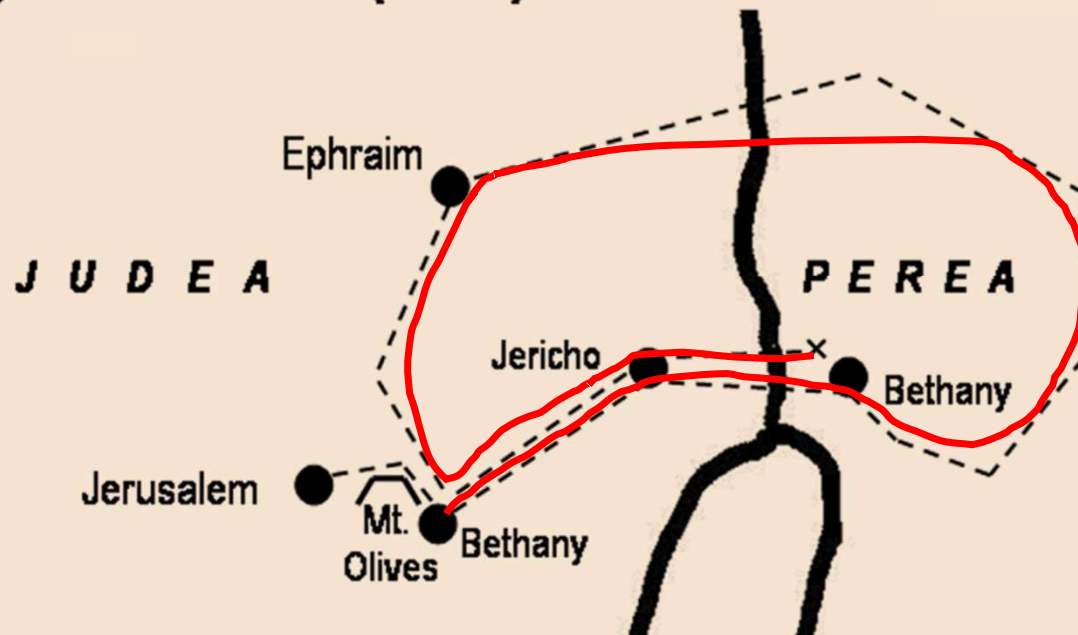 Ephraim
JUDEA
PEREA
Jericho
Bethany
Jerusalem
Mt.
Olives
Bethany